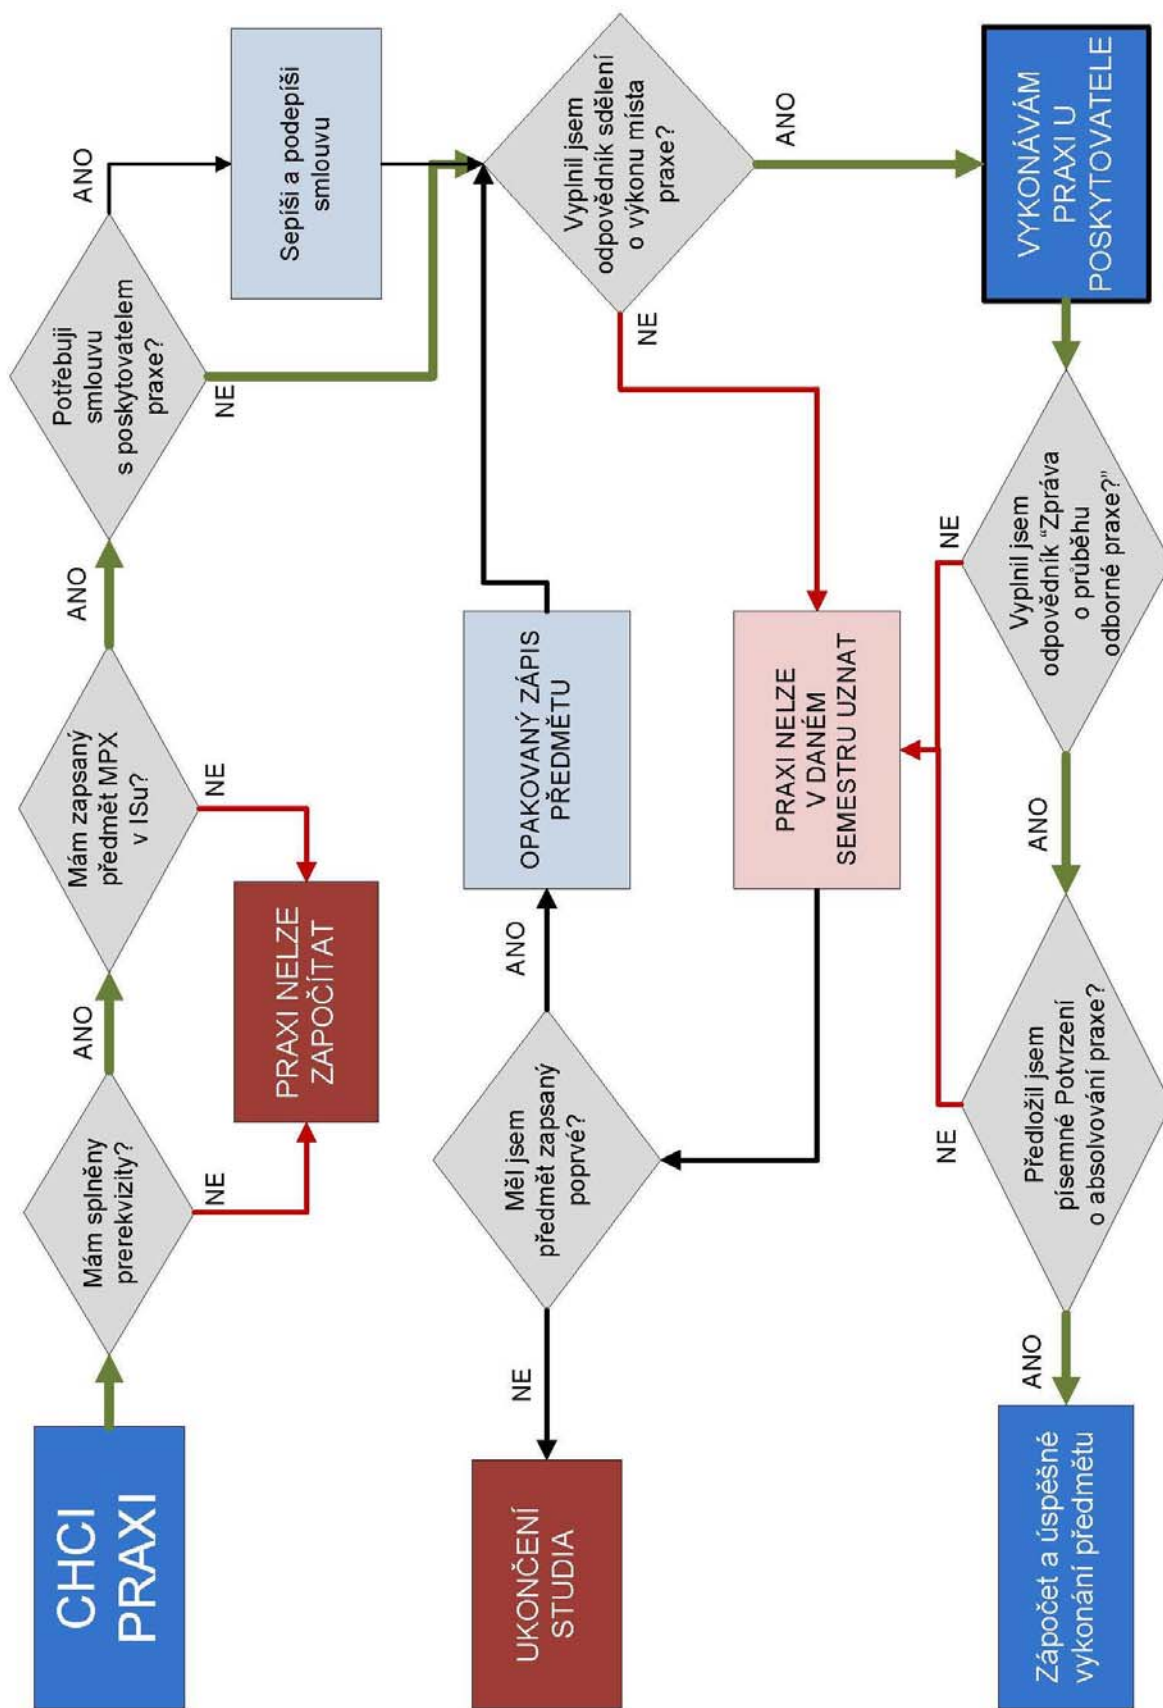 CHCI
PRAXI
Mám splněny
prerekvizity?
ANO
NE
Mám zapsaný
předmět MPX
v ISu?
ANO
NE
PRAXI NELZE
ZAPOČÍTAT
Potřebuji
smlouvu
s poskytovatelem
praxe?
ANO
NE
Sepíši a podepíši
smlouvu
UKONČENÍ
STUDIA
NE
Měl jsem
předmět zapsaný
poprvé?
ANO
OPAKOVANÝ ZÁPIS
PŘEDMĚTU
Vyplnil jsem
odpovědník sdělení
o výkonu místa
praxe?
NE
ANO
PRAXI NELZE
V DANÉM
SEMESTRU UZNAT
VYKONÁVÁM
PRAXI U
POSKYTOVATELE
Vyplnil jsem
odpovědník “Zpráva
o průběhu
odborné praxe?”
NE
ANO
Předložil jsem
písemné Potvrzení
o absolvování praxe?
NE
ANO
Zápočet a úspěšné
vykonání předmětu